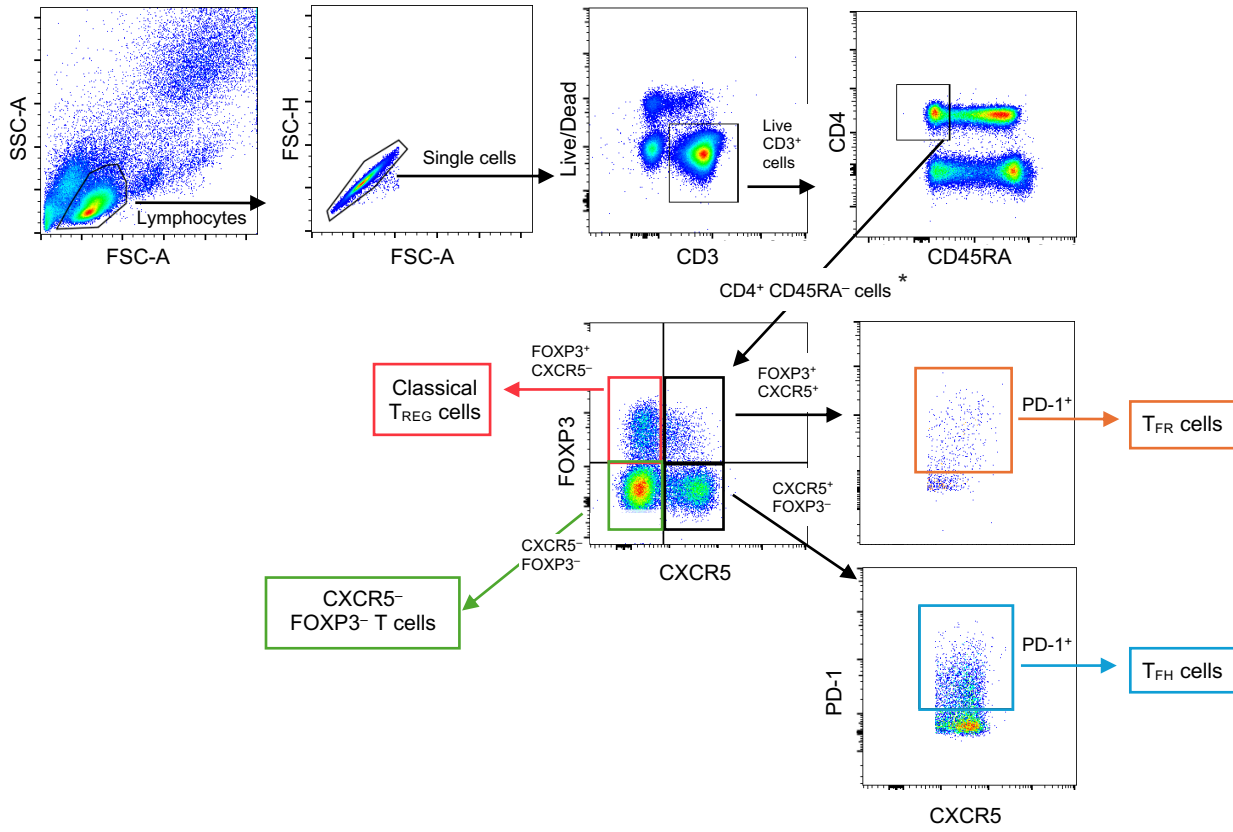 SSC-A
FSC-A
Lymphocytes
FSC-H
FSC-A
Single cells
Live/Dead
CD3
Live
CD3⁺
cells
CD4
CD45RA
CD4⁺ CD45RA⁻ cells *
FOXP3⁺
CXCR5⁻
Classical
TREG cells
FOXP3
CXCR5
FOXP3⁺
CXCR5⁺
PD-1⁺
TFR cells
CXCR5⁺
FOXP3⁻
CXCR5⁻
FOXP3⁻
CXCR5⁻
FOXP3⁻ T cells
PD-1
CXCR5
PD-1⁺
TFH cells